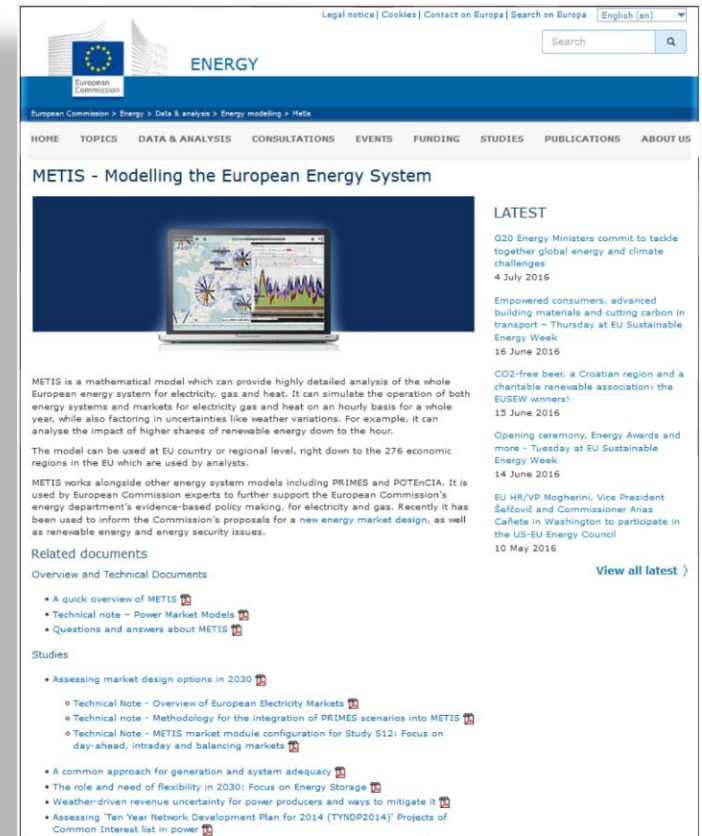 Legal notice | Cookies | Contact on Europa | Search on Europa English (en)
Search
European
Commission
ENERGY
European Commission > Energy > Data & analysis > Energy modelling > Metis
HOME TOPICS DATA & ANALYSIS CONSULTATIONS EVENTS FUNDING STUDIES PUBLICATIONS ABOUT US
METIS - Modelling the European Energy System
METIS is a mathematical model which can provide highly detailed analysis of the whole
European energy system for electricity, gas and heat. It can simulate the operation of both
energy systems and markets for electricity gas and heat on an hourly basis for a whole
year, while also factoring in uncertainties like weather variations. For example, it can
analyse the impact of higher shares of renewable energy down to the hour.
The model can be used at EU country or regional level, right down to the 276 economic
regions in the EU which are used by analysts.
METIS works alongside other energy system models including PRIMES and POTEnCIA. It is
used by European Commission experts to further support the European Commission's
energy department's evidence-based policy making, for electricity and gas. Recently it has
been used to inform the Commission's proposals for a new energy market design, as well
as renewable energy and energy security issues.
Related documents
Overview and Technical Documents
• A quick overview of METIS
• Technical note – Power Market Models
• Questions and answers about METIS
Studies
• Assessing market design options in 2030
o Technical Note - Overview of European Electricity Markets
o Technical note - Methodology for the integration of PRIMES scenarios into METIS
o Technical Note - METIS market module configuration for Study S12: Focus on
day-ahead, intraday and balancing markets
• A common approach for generation and system adequacy
• The role and need of flexibility in 2030: Focus on Energy Storage
• Weather-driven revenue uncertainty for power producers and ways to mitigate it
• Assessing 'Ten Year Network Development Plan for 2014 (TYNDP2014)' Projects of
Common Interest list in power
LATEST
G20 Energy Ministers commit to tackle
together global energy and climate
challenges
4 July 2016
Empowered consumers, advanced
building materials and cutting carbon in
transport – Thursday at EU Sustainable
Energy Week
16 June 2016
CO2-free beer, a Croatian region and a
charitable renewable association: the
EUSEW winners!
15 June 2016
Opening ceremony, Energy Awards and
more - Tuesday at EU Sustainable
Energy Week
14 June 2016
EU HR/VP Mogherini, Vice President
Šefčovič and Commissioner Arias
Cañete in Washington to participate in
the US-EU Energy Council
10 May 2016
View all latest 〉